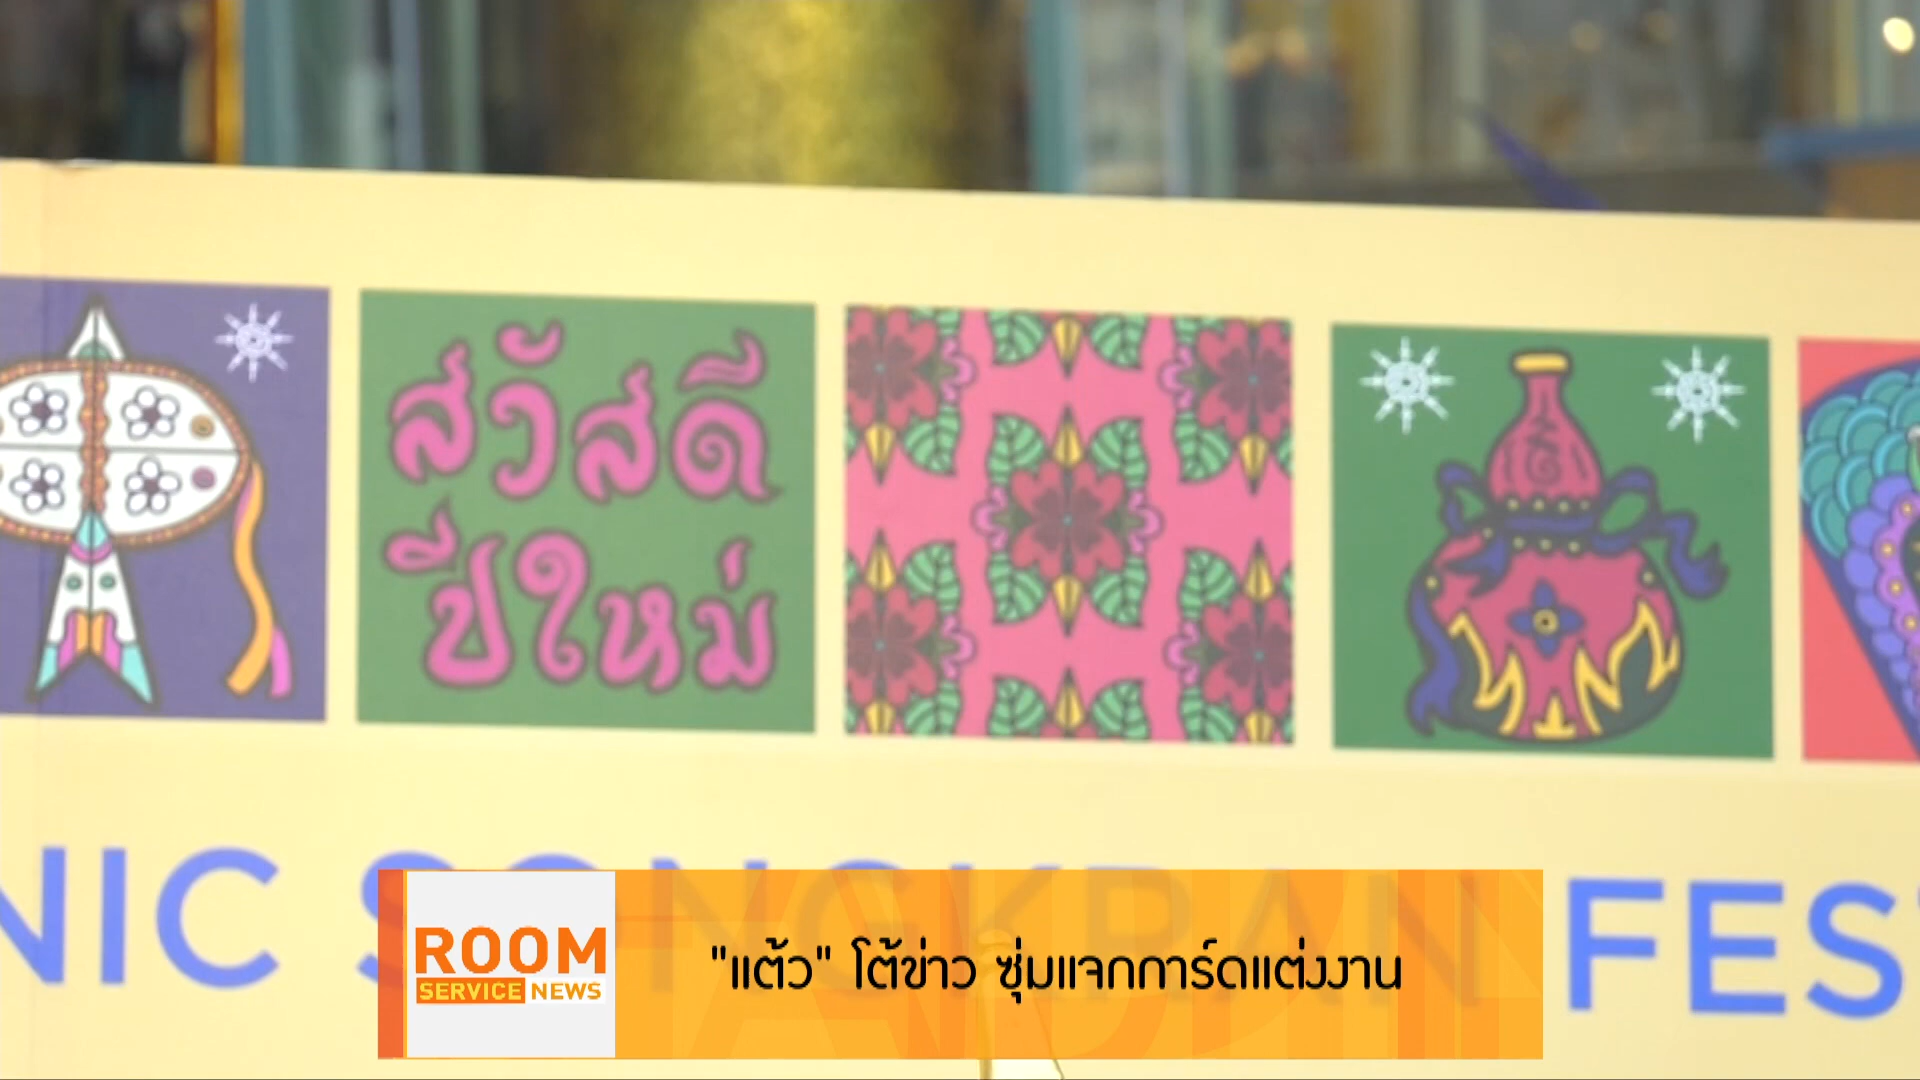 สวัสดี
ปีใหม่
NIC SONGKRAN FES
ROOM
SERVICE NEWS
"แต้ว" โต้ข่าว ซุ่มแจกการ์ดแต่งงาน